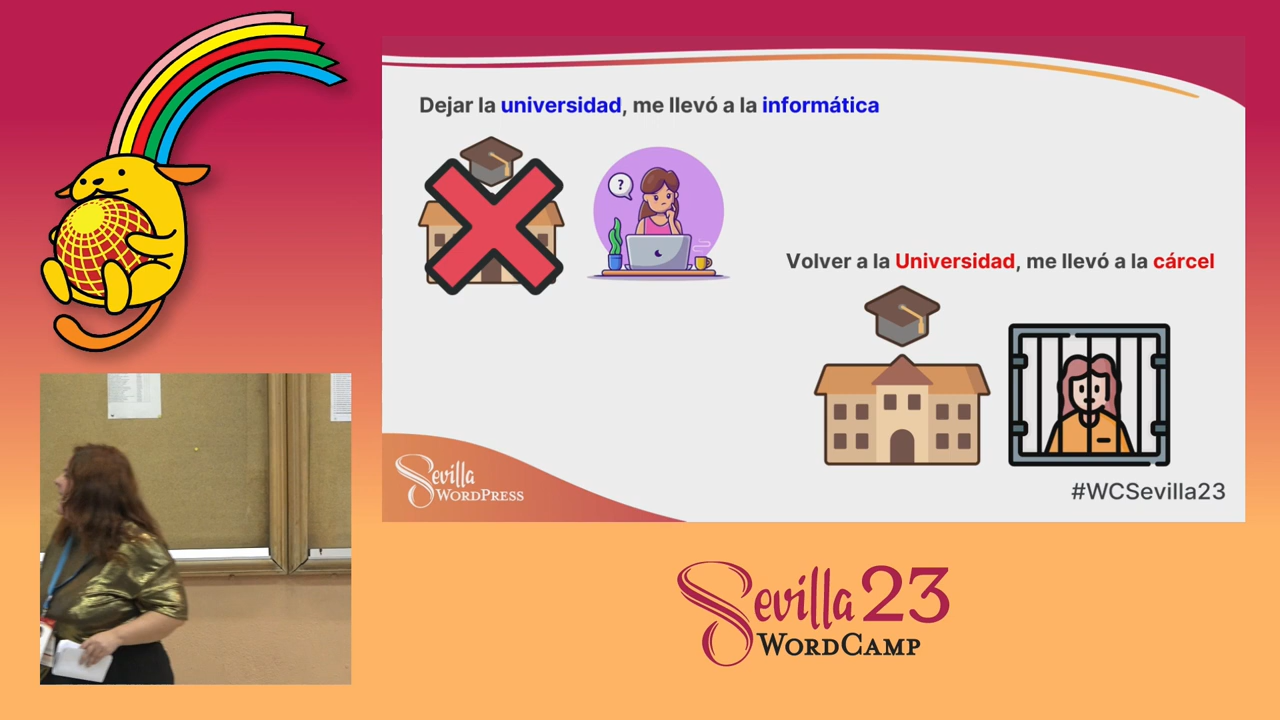 Dejar la universidad, me llevó a la informática
?
Volver a la Universidad, me llevó a la cárcel
Sevilla
WORDPRESS
#WCSevilla23
Sevilla 23
WORDCAMP